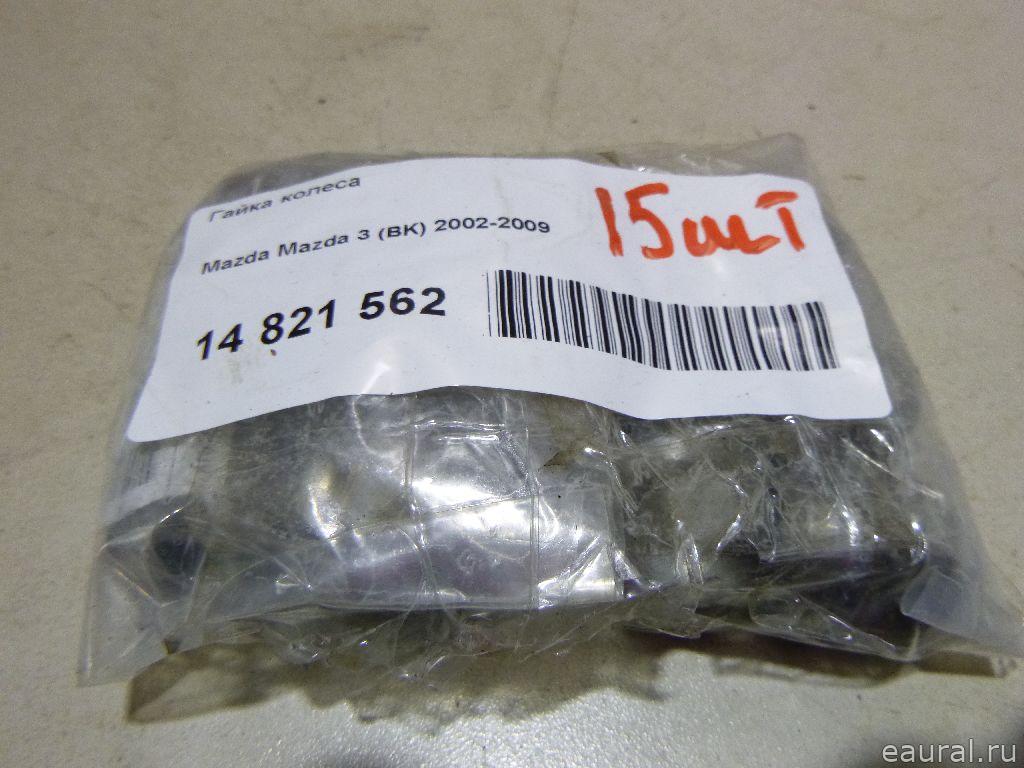 Гайка колеса
15шт
Mazda Mazda 3 (BK) 2002-2009
14 821 562
eaural.ru